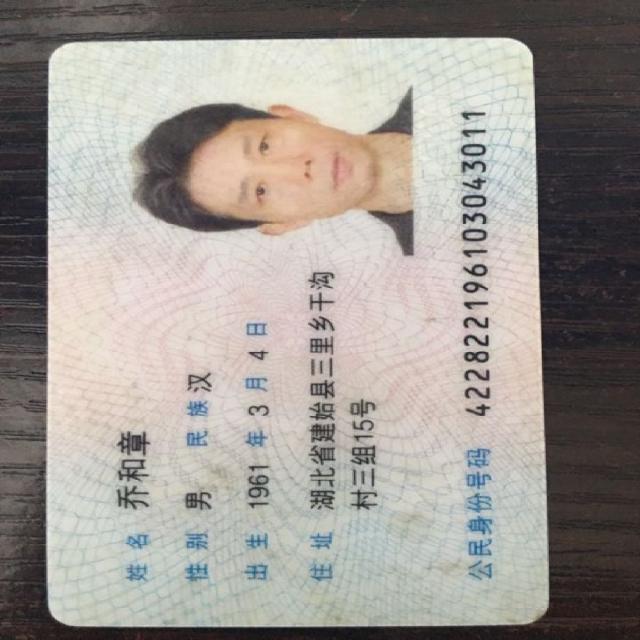 姓名 乔和章
性别 男 民族 汉
出生 1961 年 3 月 4 日
住址 湖北省建始县三里乡干沟
村三组15号
公民身份号码 422822196103043011